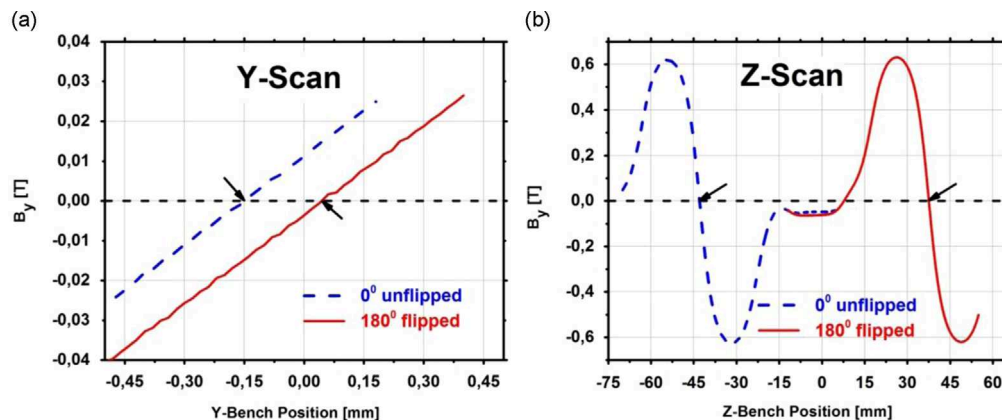 (a)
0,04
0,03
0,02
0,01
0,00
-0,01
-0,02
-0,03
-0,04
B_y [T]
Y-Scan
0⁰ unflipped
180⁰ flipped
-0,45 -0,30 -0,15 0,00 0,15 0,30 0,45
Y-Bench Position [mm]
(b)
0,6
0,4
0,2
0,0
-0,2
-0,4
-0,6
B_y [T]
Z-Scan
0⁰ unflipped
180⁰ flipped
-75 -60 -45 -30 -15 0 15 30 45 60
Z-Bench Position [mm]